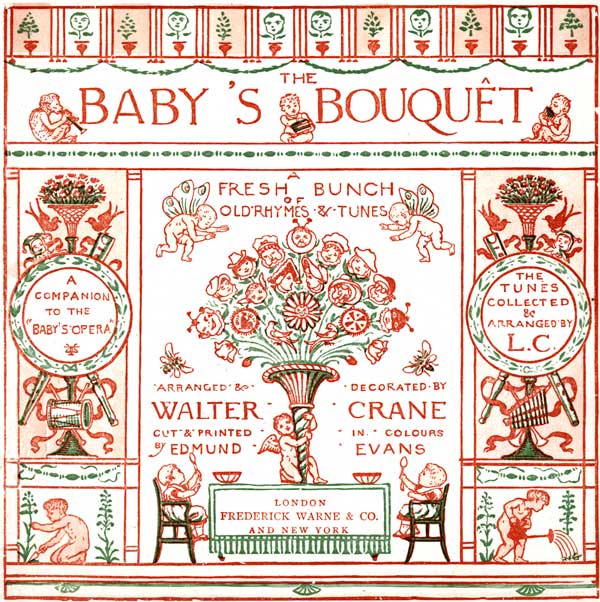 THE
BABY'S BOUQUÊT
A
FRESH BUNCH
OF
OLD RHYMES & TUNES
A
COMPANION
TO THE
"BABY'S OPERA"
THE
TUNES
COLLECTED
&
ARRANGED BY
L.C.
ARRANGED & DECORATED BY
WALTER CRANE
CUT & PRINTED IN COLOURS
BY EDMUND EVANS
LONDON
FREDERICK WARNE & CO.
AND NEW YORK